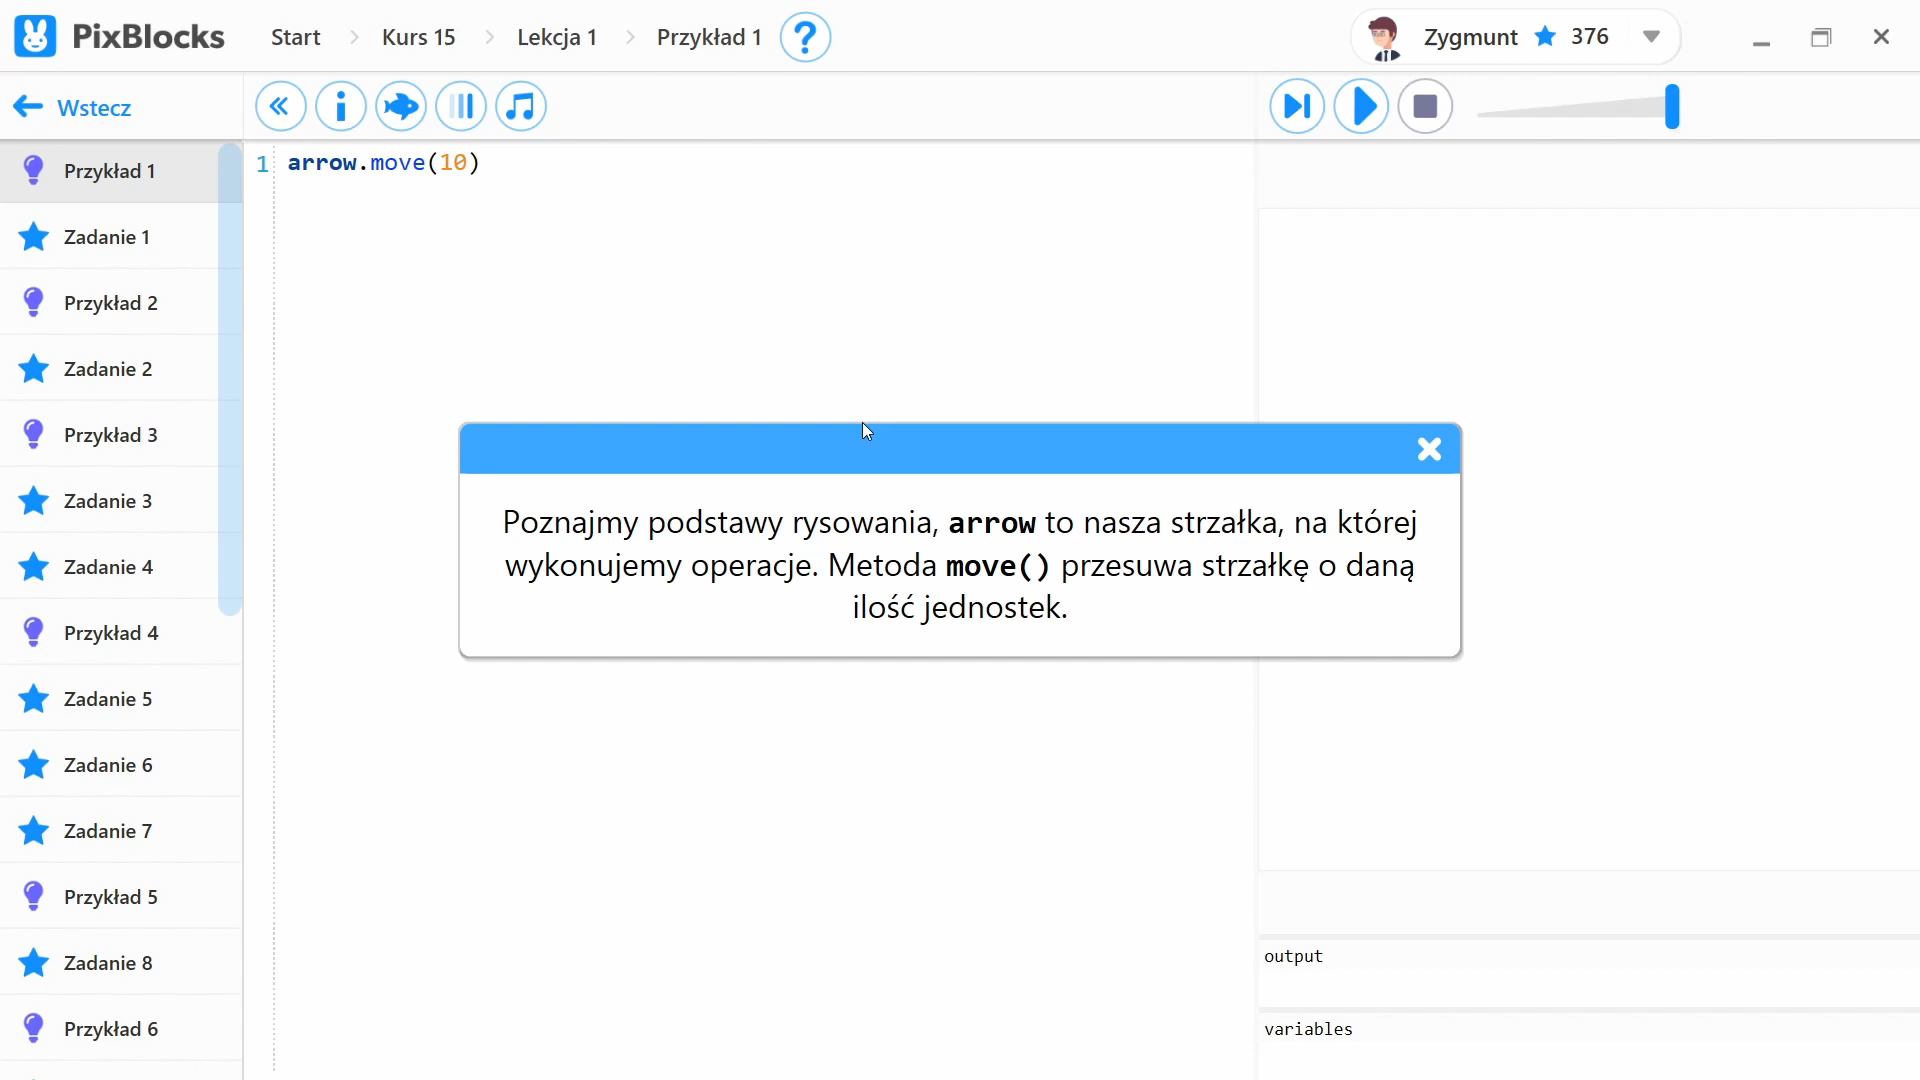 PixBlocks
Start
Kurs 15
Lekcja 1
Przykład 1
?
Zygmunt
376
Wstecz
Przykład 1
Zadanie 1
Przykład 2
Zadanie 2
Przykład 3
Zadanie 3
Zadanie 4
Przykład 4
Zadanie 5
Zadanie 6
Zadanie 7
Przykład 5
Zadanie 8
Przykład 6
1 arrow.move(10)
Poznajmy podstawy rysowania, arrow to nasza strzałka, na której
wykonujemy operacje. Metoda move() przesuwa strzałkę o daną
ilość jednostek.
output
variables